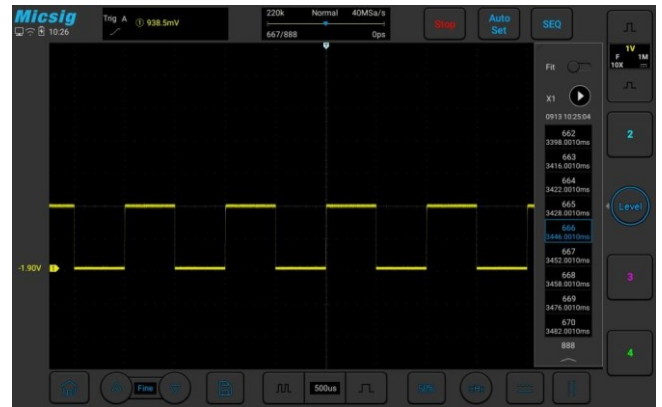 Micsig
10:26
Trig A ① 938.5mV
220k Normal 40MSa/s
667/888 0ps
Stop
Auto
Set
SEQ
1V
F 1M
10X
Fit
X1
0913 10:25:04
662
3398.0010ms
663
3416.0010ms
664
3422.0010ms
665
3428.0010ms
666
3446.0010ms
667
3452.0010ms
668
3458.0010ms
669
3476.0010ms
670
3482.0010ms
888
2
Level
3
4
-1.90V
Fine
500us